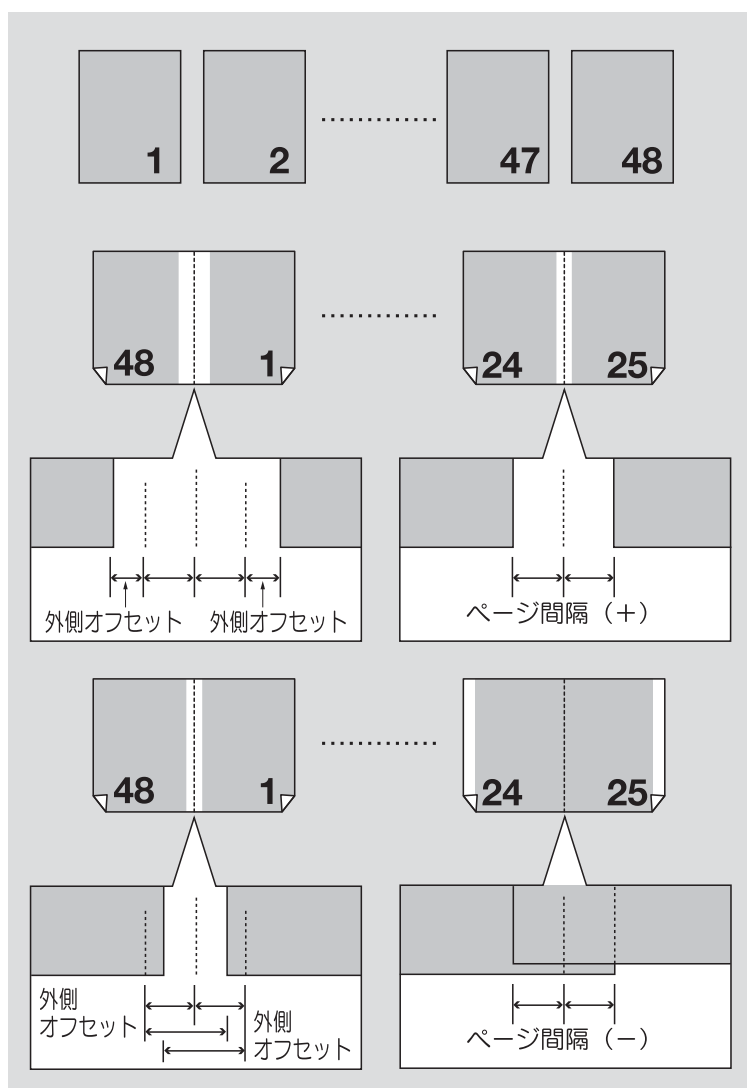 1 2 47 48
48 1 24 25
外側オフセット 外側オフセット
ページ間隔（+）
48 1 24 25
外側
オフセット
外側
オフセット
ページ間隔（−）